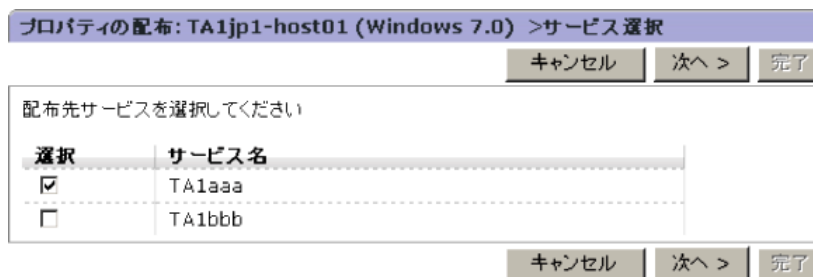 プロパティの配布: TA1jp1-host01 (Windows 7.0) >サービス選択
キャンセル 次へ > 完了
配布先サービスを選択してください
選択 サービス名
TA1aaa
TA1bbb
キャンセル 次へ > 完了